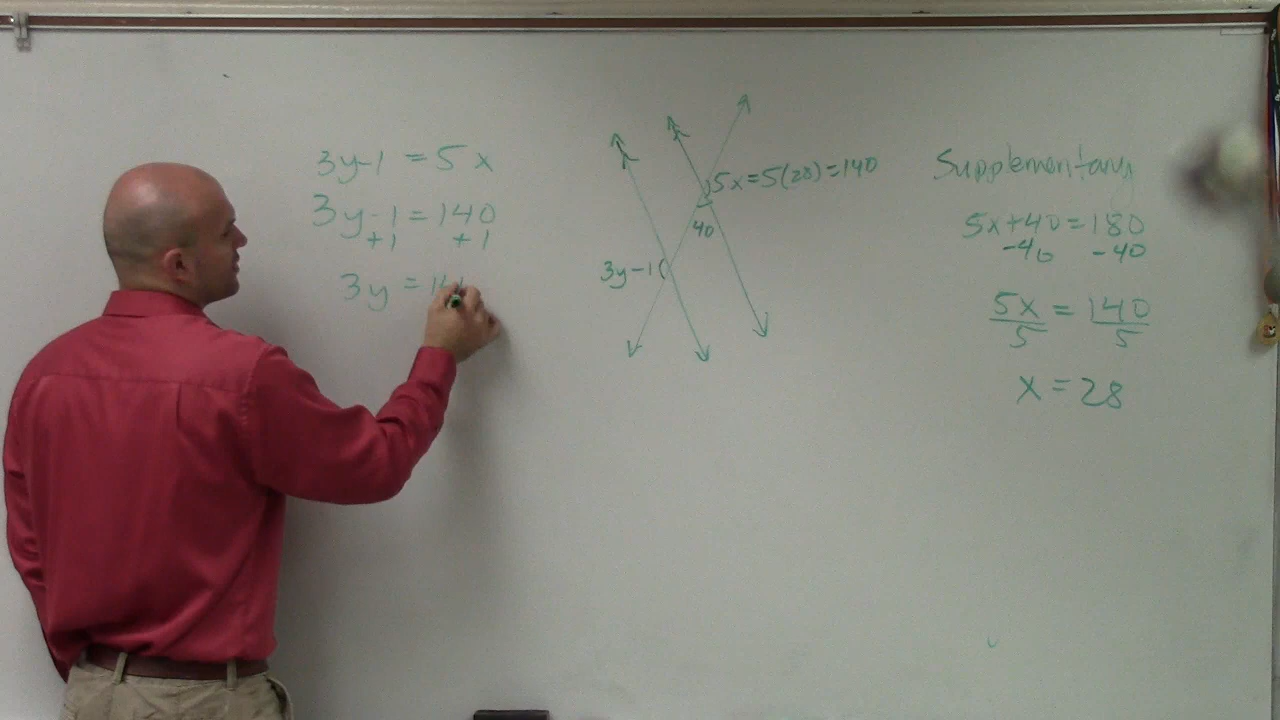 3y-1 = 5x
3y-1 = 140
+1 +1
3y = 14
5x = 5(28) = 140
40
3y-1
Supplementary
5x+40 = 180
-40 -40
5x = 140
5 5
x = 28